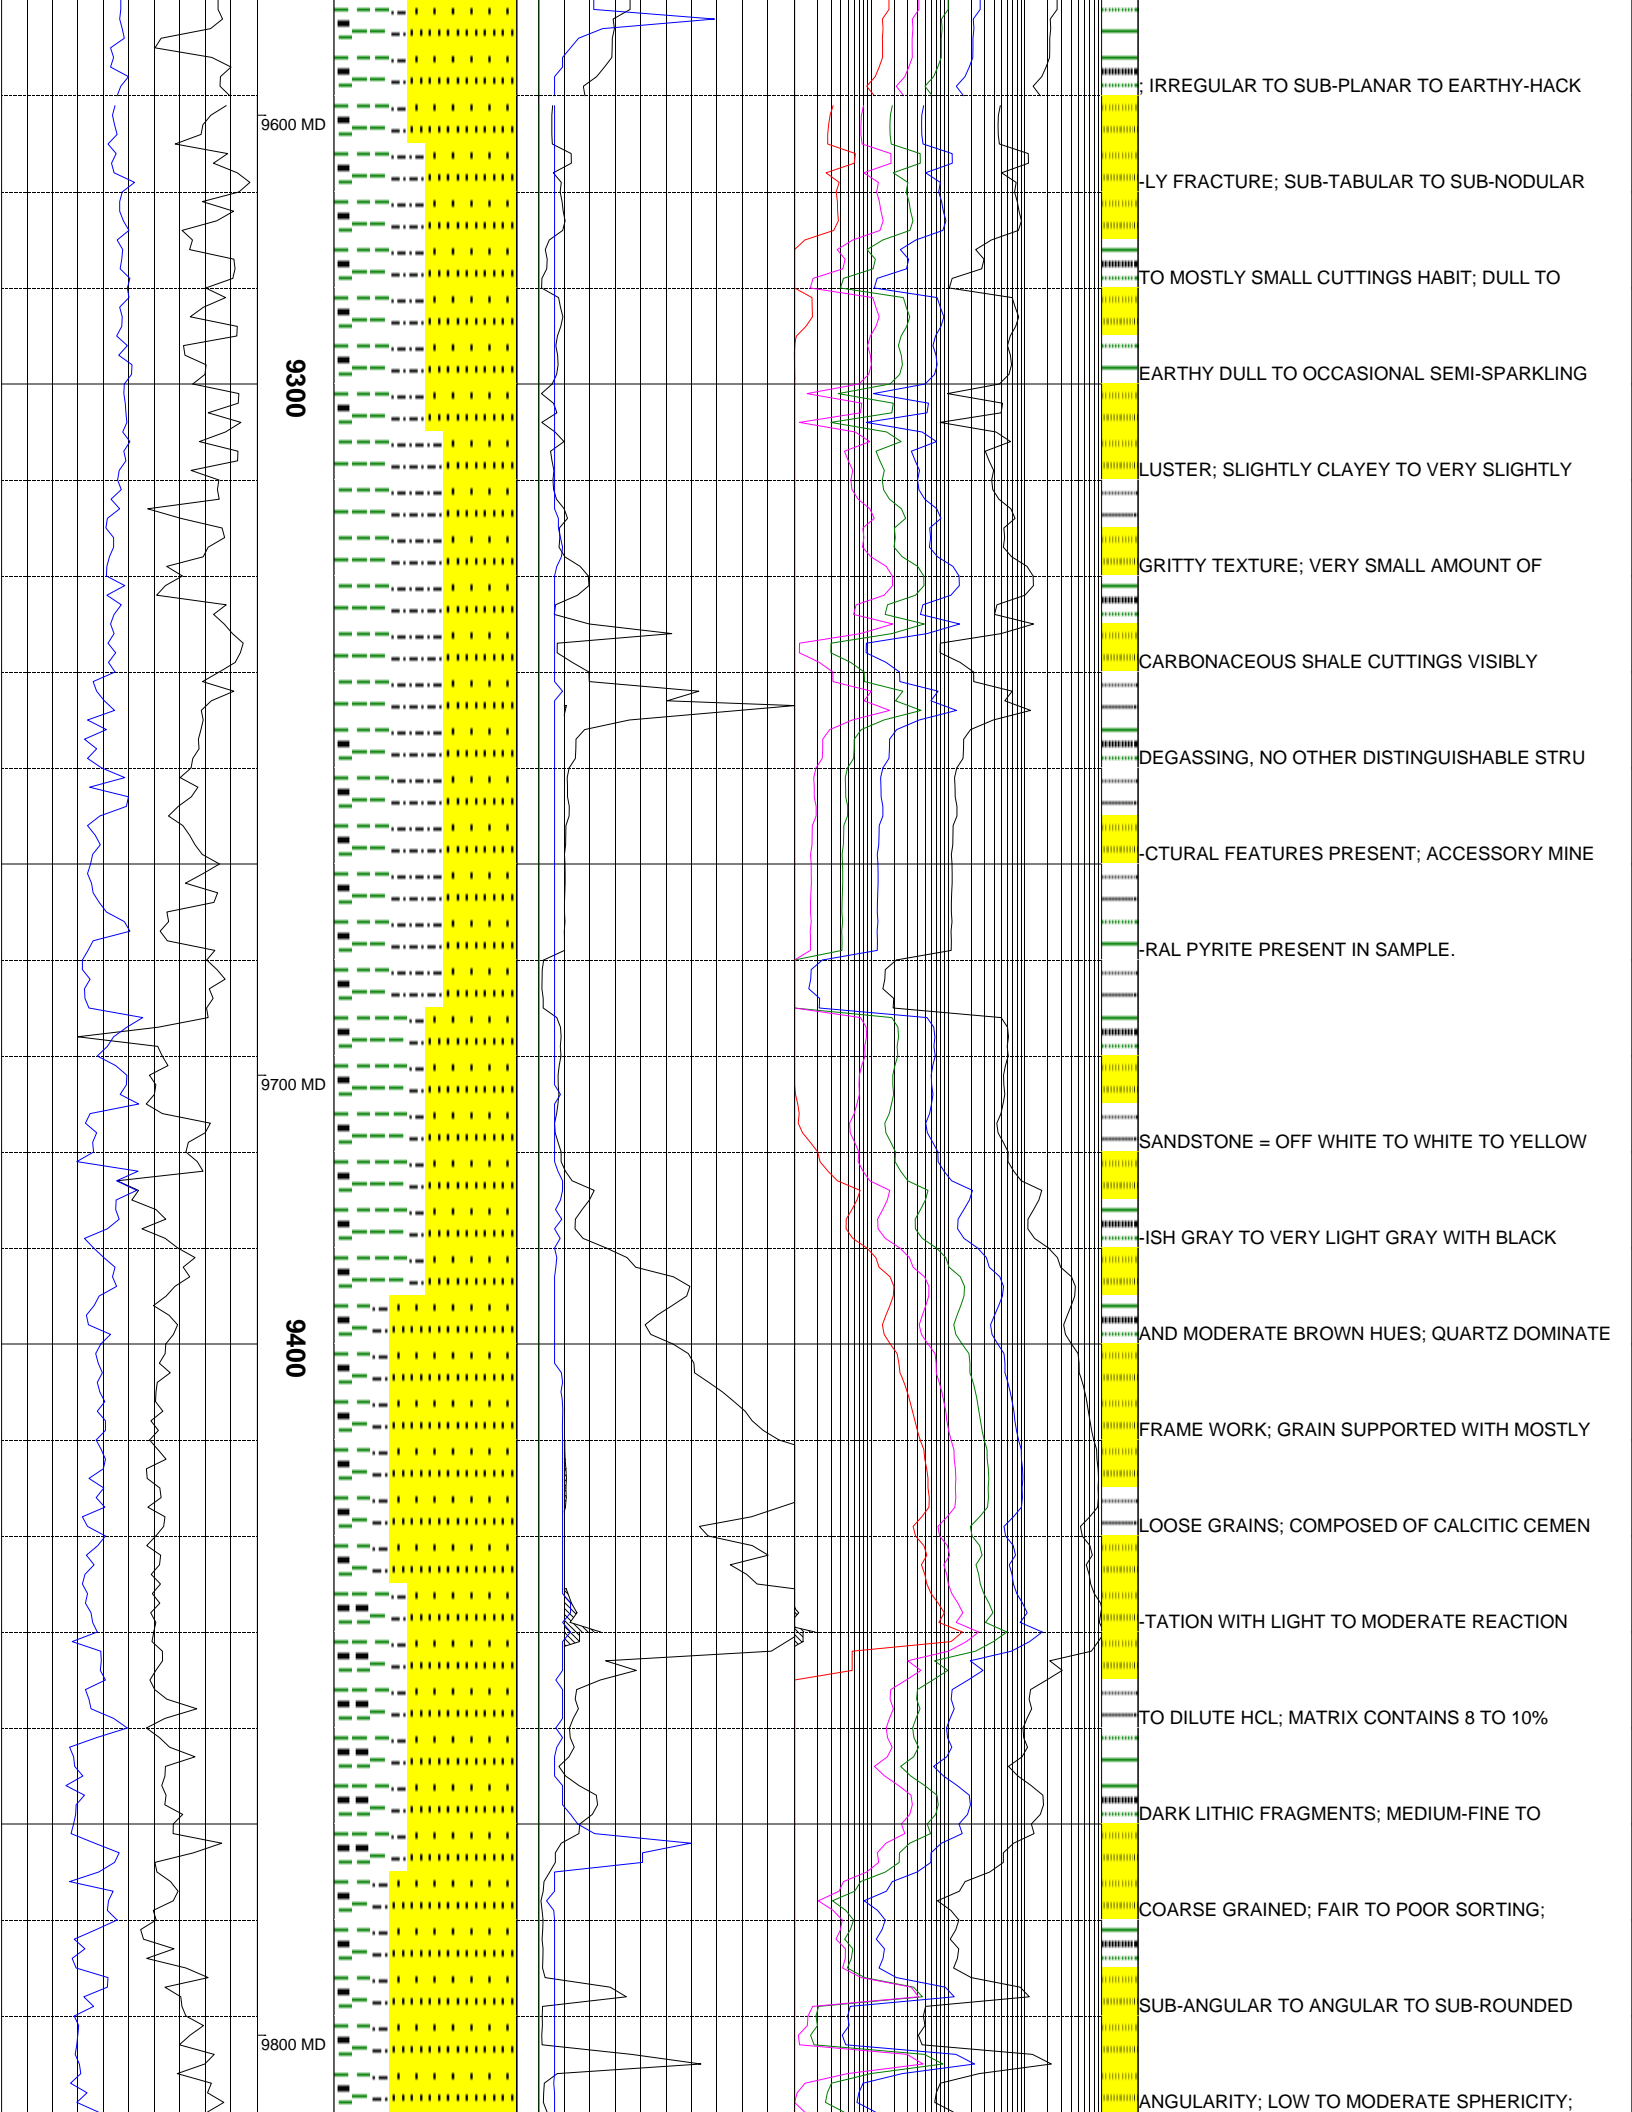 ; IRREGULAR TO SUB-PLANAR TO EARTHY-HACK
9600 MD
-LY FRACTURE; SUB-TABULAR TO SUB-NODULAR
TO MOSTLY SMALL CUTTINGS HABIT; DULL TO
9300
EARTHY DULL TO OCCASIONAL SEMI-SPARKLING
LUSTER; SLIGHTLY CLAYEY TO VERY SLIGHTLY
GRITTY TEXTURE; VERY SMALL AMOUNT OF
CARBONACEOUS SHALE CUTTINGS VISIBLY
DEGASSING, NO OTHER DISTINGUISHABLE STRU
-CTURAL FEATURES PRESENT; ACCESSORY MINE
-RAL PYRITE PRESENT IN SAMPLE.
9700 MD
SANDSTONE = OFF WHITE TO WHITE TO YELLOW
-ISH GRAY TO VERY LIGHT GRAY WITH BLACK
9400
AND MODERATE BROWN HUES; QUARTZ DOMINATE
FRAME WORK; GRAIN SUPPORTED WITH MOSTLY
LOOSE GRAINS; COMPOSED OF CALCITIC CEMEN
-TATION WITH LIGHT TO MODERATE REACTION
TO DILUTE HCL; MATRIX CONTAINS 8 TO 10%
DARK LITHIC FRAGMENTS; MEDIUM-FINE TO
COARSE GRAINED; FAIR TO POOR SORTING;
SUB-ANGULAR TO ANGULAR TO SUB-ROUNDED
9800 MD
ANGULARITY; LOW TO MODERATE SPHERICITY;